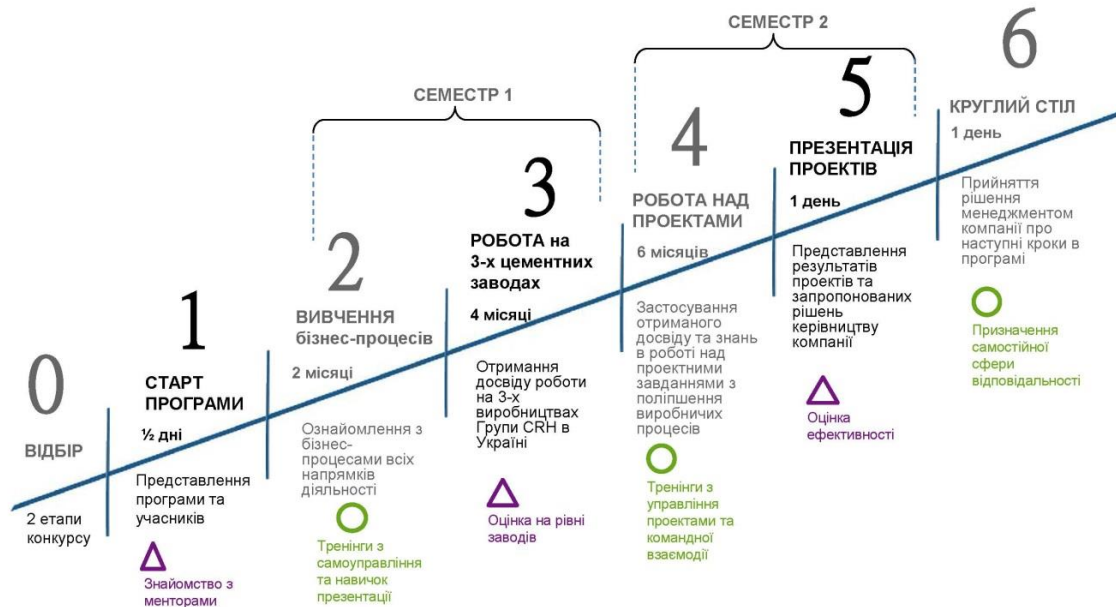 0
ВІДБІР
2 етапи
конкурсу
1
СТАРТ
ПРОГРАМИ
½ дні
Представлення
програми та
учасників
Знайомство з
менторами
СЕМЕСТР 1
2
ВИВЧЕННЯ
бізнес-процесів
2 місяці
Ознайомлення з
бізнес-
процесами всіх
напрямків
діяльності
Тренінги з
самоуправління
та навичок
презентації
3
РОБОТА на
3-х цементних
заводах
4 місяці
Отримання
досвіду роботи
на 3-х
виробництвах
Групи CRH в
Україні
Оцінка на рівні
заводів
СЕМЕСТР 2
4
РОБОТА НАД
ПРОЕКТАМИ
6 місяців
Застосування
отриманого
досвіду та знань
в роботі над
проектними
завданнями з
поліпшення
виробничих
процесів
Тренінги з
управління
проектами та
командної
взаємодії
5
ПРЕЗЕНТАЦІЯ
ПРОЕКТІВ
1 день
Представлення
результатів
проектів та
запропонованих
рішень
керівництву
компанії
Оцінка
ефективності
6
КРУГЛИЙ СТІЛ
1 день
Прийняття
рішення
менеджментом
компанії про
наступні кроки в
програмі
Призначення
самостійної
сфери
відповідальності